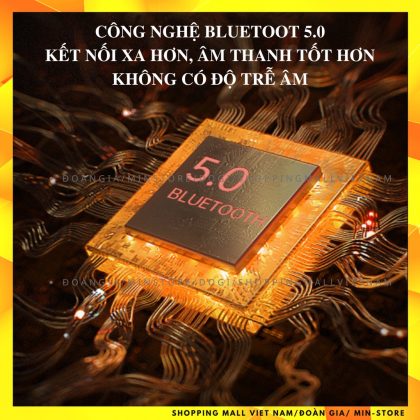 CÔNG NGHỆ BLUETOOT 5.0
KẾT NỐI XA HƠN, ÂM THANH TỐT HƠN
KHÔNG CÓ ĐỘ TRỄ ÂM
5.0
BLUETOOTH
SHOPPING MALL VIET NAM/ĐOÀN GIA/ MIN-STORE